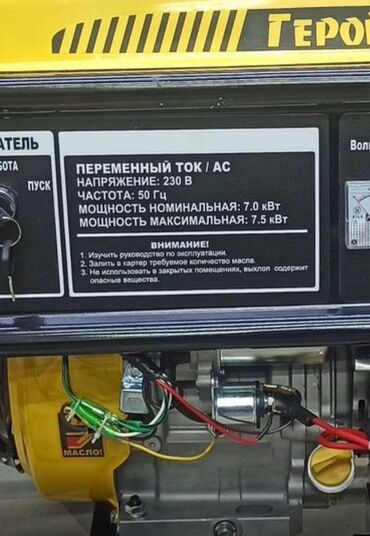 ГЕРОЙ
АТЕЛЬ
БОТА
ПУСК
ПЕРЕМЕННЫЙ ТОК / АС
НАПРЯЖЕНИЕ: 230 В
ЧАСТОТА: 50 Гц
МОЩНОСТЬ НОМИНАЛЬНАЯ: 7.0 кВт
МОЩНОСТЬ МАКСИМАЛЬНАЯ: 7.5 кВт
ВНИМАНИЕ!
1. Изучить руководство по эксплуатации.
2. Залить в картер требуемое количество масла.
3. Не использовать в закрытых помещениях, выхлоп содержит
опасные вещества.
Воль
МАСЛО!